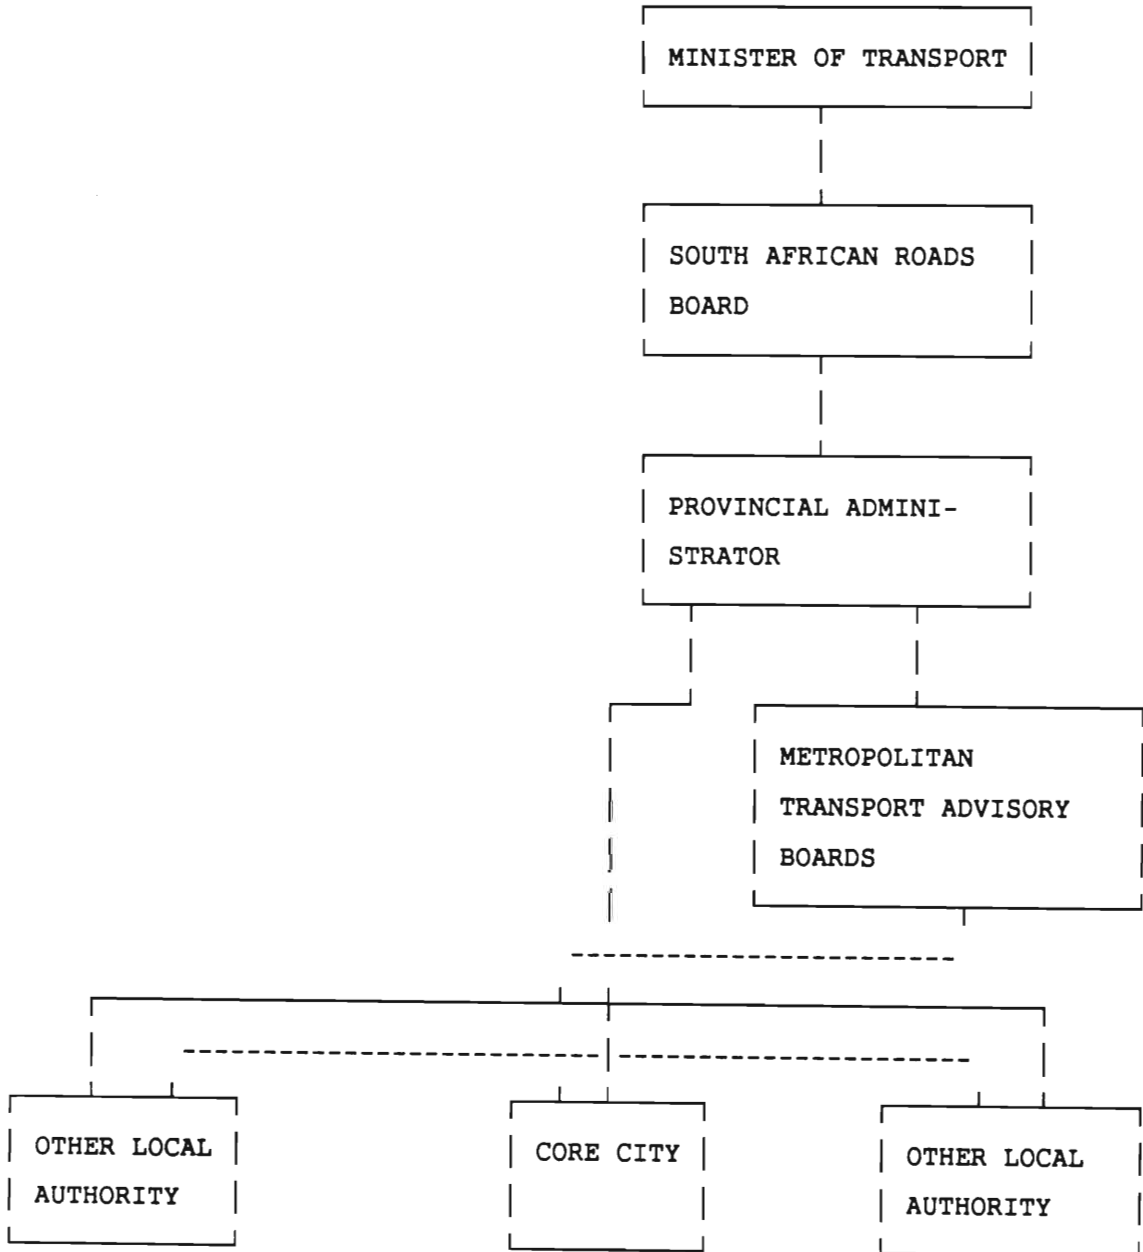 MINISTER OF TRANSPORT
SOUTH AFRICAN ROADS
BOARD
PROVINCIAL ADMINI-
STRATOR
METROPOLITAN
TRANSPORT ADVISORY
BOARDS
OTHER LOCAL
AUTHORITY
CORE CITY
OTHER LOCAL
AUTHORITY